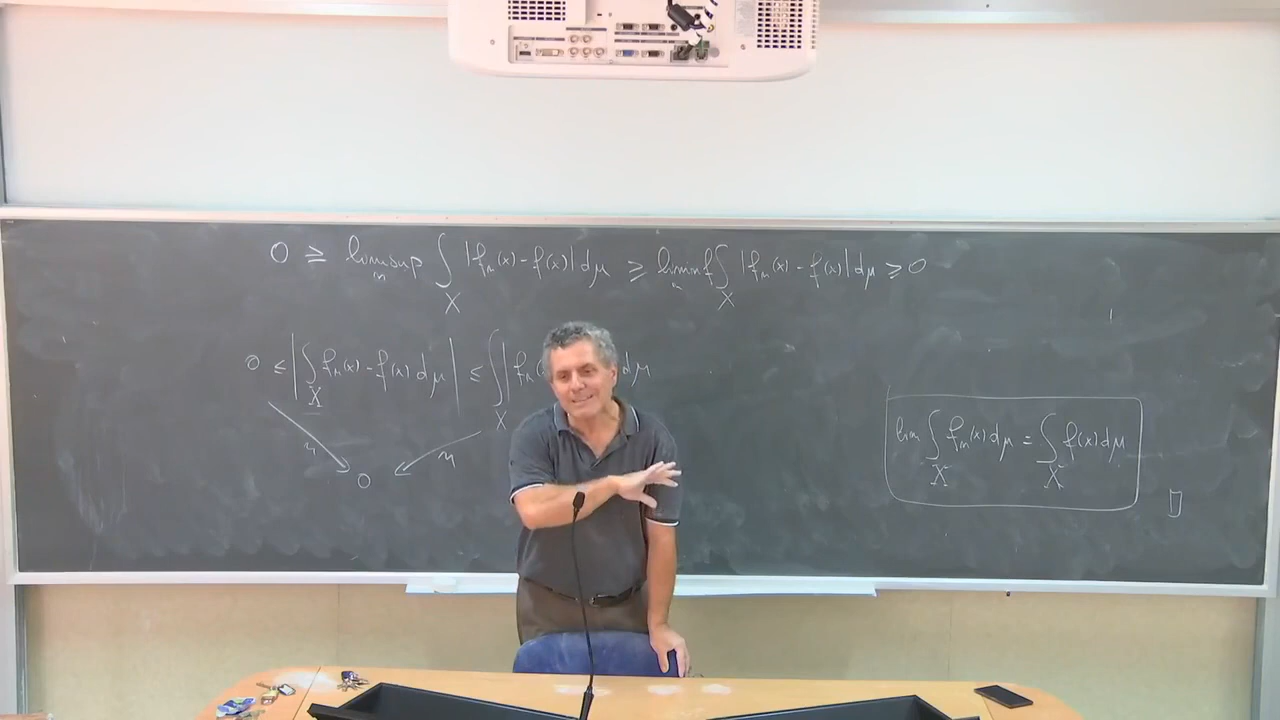 0 ≥ limsup_n ∫_X |f_n(x) - f(x)| dμ ≥ liminf_n ∫_X |f_n(x) - f(x)| dμ ≥ 0
0 ≤ |∫_X f_n(x) - f(x) dμ| ≤ ∫_X |f_n(x dμ
lim ∫_X f_n(x) dμ = ∫_X f(x) dμ
n n
0